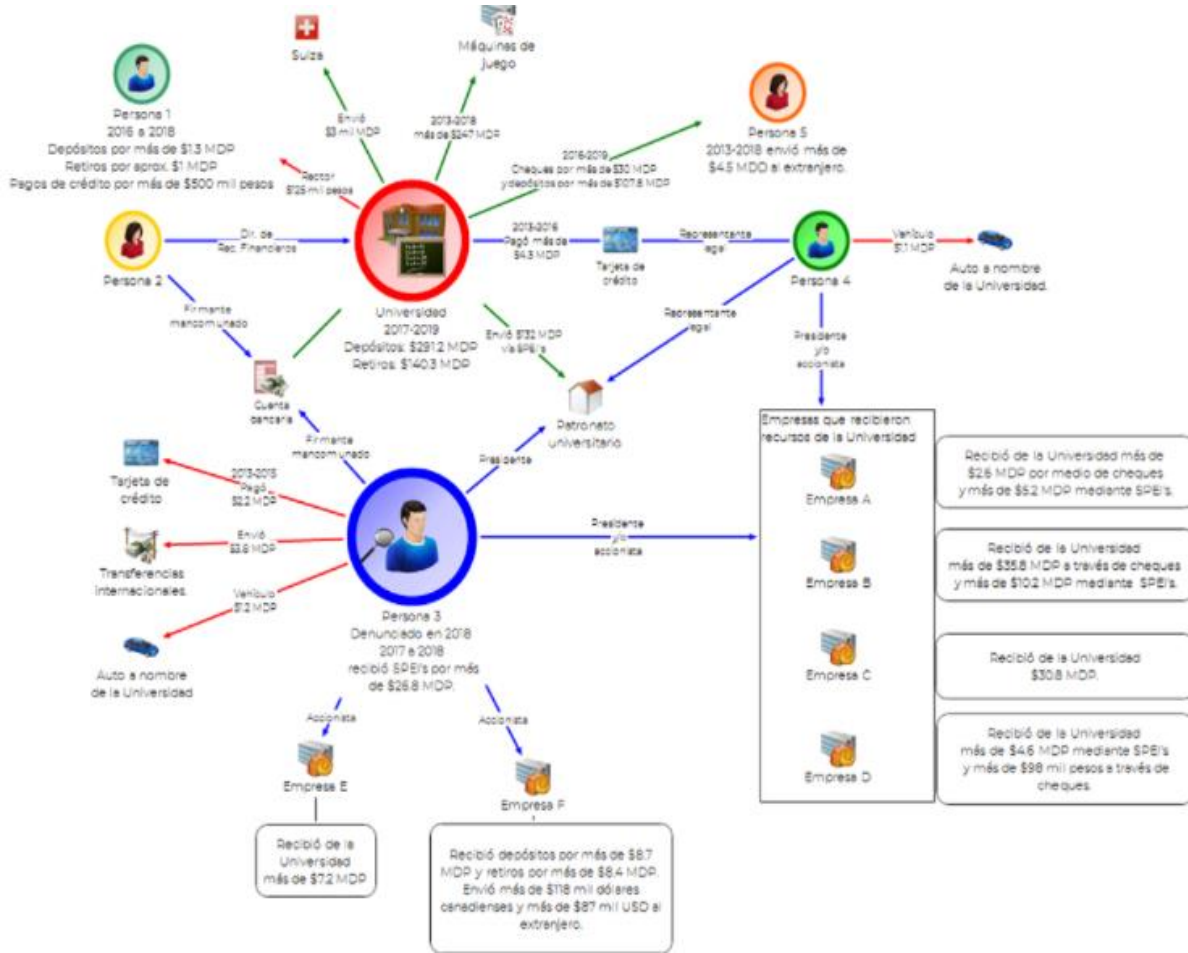 Suiza
Máquinas de
juego
Persona 1
2016 a 2018
Depósitos por más de $1.3 MDP
Retiros por aprox. $1 MDP
Pagos de crédito por más de $500 mil pesos
Envió
$3 mil MDP
2013-2018
más de $247 MDP
Persona 5
2013-2018 envió más de
$4.5 MDD al extranjero.
2016-2019
Cheques por más de $30 MDP
y depósitos por más de $107.8 MDP
Rector
$125 mil pesos
Persona 2
Dir. de
Rec. Financieros
2013-2016
Pagó más de
$4.3 MDP
Tarjeta de
crédito
Representante
legal
Persona 4
Vehículo
$1.1 MDP
Auto a nombre
de la Universidad.
Firmante
mancomunado
Universidad
2017-2019
Depósitos: $291.2 MDP
Retiros: $140.3 MDP
Envió $132 MDP
vía SPEI's
Representante
legal
Presidente
y/o
accionista
Cuenta
bancaria
Patronato
universitario
Firmante
mancomunado
Presidente
Empresas que recibieron
recursos de la Universidad
Empresa A
Recibió de la Universidad más de
$2.6 MDP por medio de cheques
y más de $5.2 MDP mediante SPEI's.
Tarjeta de
crédito
2013-2015
Pagó
$2.2 MDP
Envió
$3.8 MDP
Transferencias
internacionales
Vehículo
$1.2 MDP
Auto a nombre
de la Universidad
Presidente
y/o
accionista
Empresa B
Recibió de la Universidad
más de $35.8 MDP a través de cheques
y más de $10.2 MDP mediante SPEI's.
Persona 3
Denunciado en 2018
2017 a 2018
recibió SPEI's por más
de $26.8 MDP.
Empresa C
Recibió de la Universidad
$30.8 MDP.
Accionista
Accionista
Empresa D
Recibió de la Universidad
más de $4.6 MDP mediante SPEI's
y más de $98 mil pesos a través de
cheques.
Empresa E
Recibió de la
Universidad
más de $7.2 MDP
Empresa F
Recibió depósitos por más de $8.7
MDP y retiros por más de $8.4 MDP.
Envió más de $118 mil dólares
canadienses y más de $87 mil USD al
extranjero.